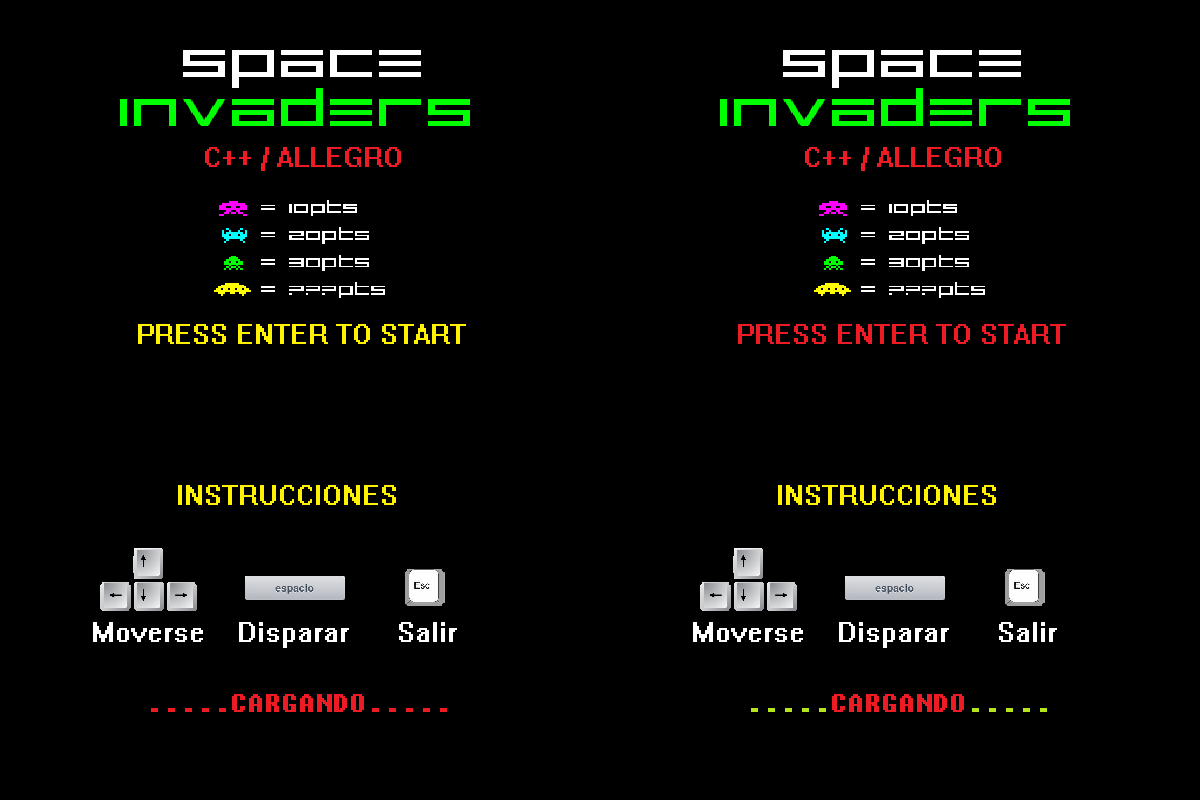 space
invaders
C++ / ALLEGRO
= 10pts
= 20pts
= 30pts
= ???pts
PRESS ENTER TO START
space
invaders
C++ / ALLEGRO
= 10pts
= 20pts
= 30pts
= ???pts
PRESS ENTER TO START
INSTRUCCIONES
↑
← ↓ → espacio Esc
Moverse Disparar Salir
.....CARGANDO.....
INSTRUCCIONES
↑
← ↓ → espacio Esc
Moverse Disparar Salir
.....CARGANDO.....